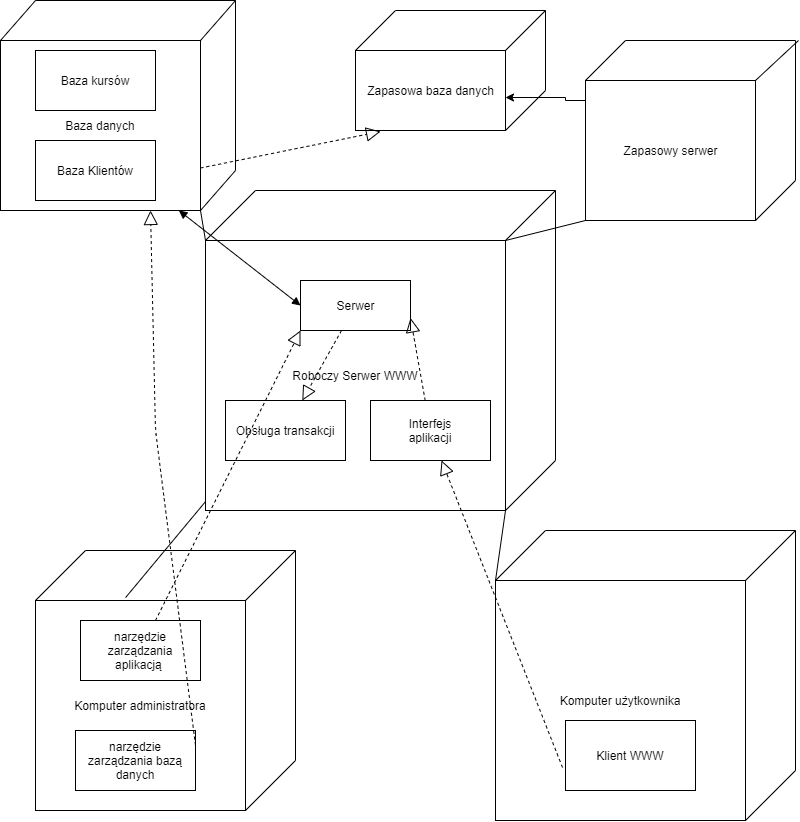 Baza kursów
Baza danych
Baza Klientów
Zapasowa baza danych
Zapasowy serwer
Serwer
Roboczy Serwer WWW
Obsługa transakcji
Interfejs
aplikacji
narzędzie
zarządzania
aplikacją
Komputer administratora
narzędzie
zarządzania bazą
danych
Komputer użytkownika
Klient WWW